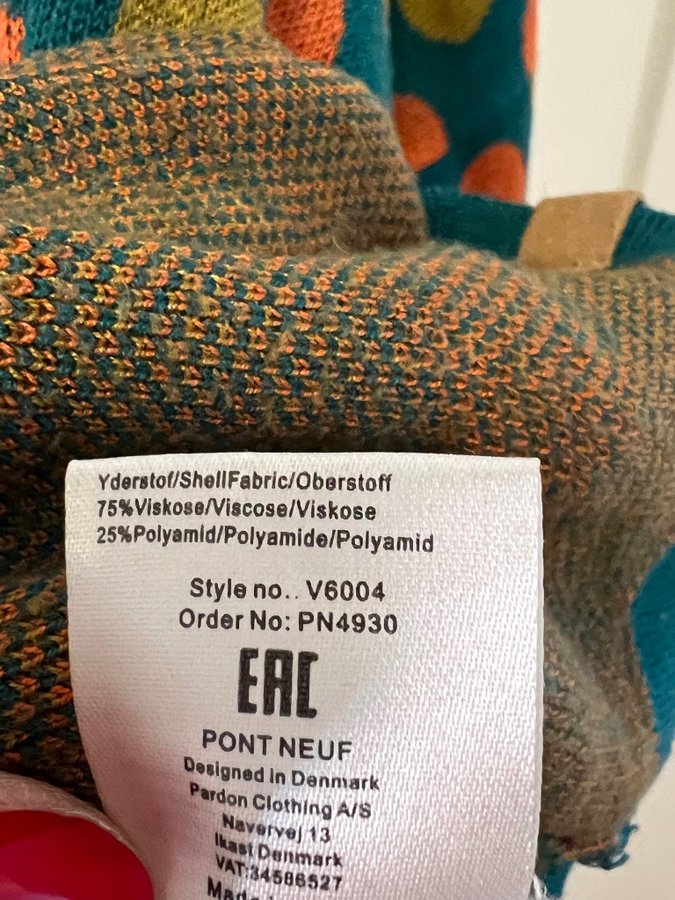 Yderstof/ShellFabric/Oberstoff
75%Viskose/Viscose/Viskose
25%Polyamid/Polyamide/Polyamid
Style no.. V6004
Order No: PN4930
EAC
PONT NEUF
Designed in Denmark
Pardon Clothing A/S
Navervej 13
Ikast Denmark
VAT:34586527